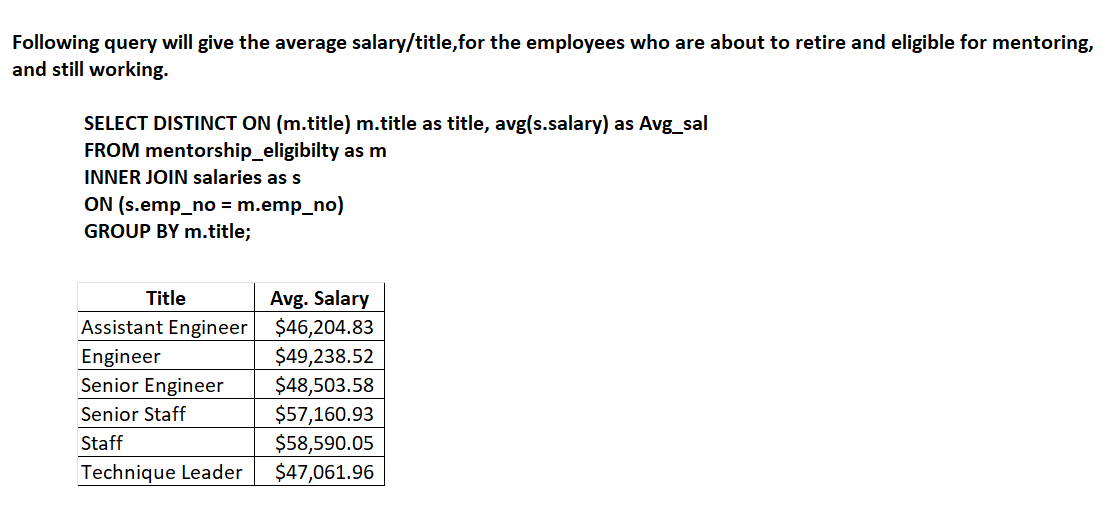 Following query will give the average salary/title,for the employees who are about to retire and eligible for mentoring,
and still working.
SELECT DISTINCT ON (m.title) m.title as title, avg(s.salary) as Avg_sal
FROM mentorship_eligibilty as m
INNER JOIN salaries as s
ON (s.emp_no = m.emp_no)
GROUP BY m.title;
Title Avg. Salary
Assistant Engineer $46,204.83
Engineer $49,238.52
Senior Engineer $48,503.58
Senior Staff $57,160.93
Staff $58,590.05
Technique Leader $47,061.96